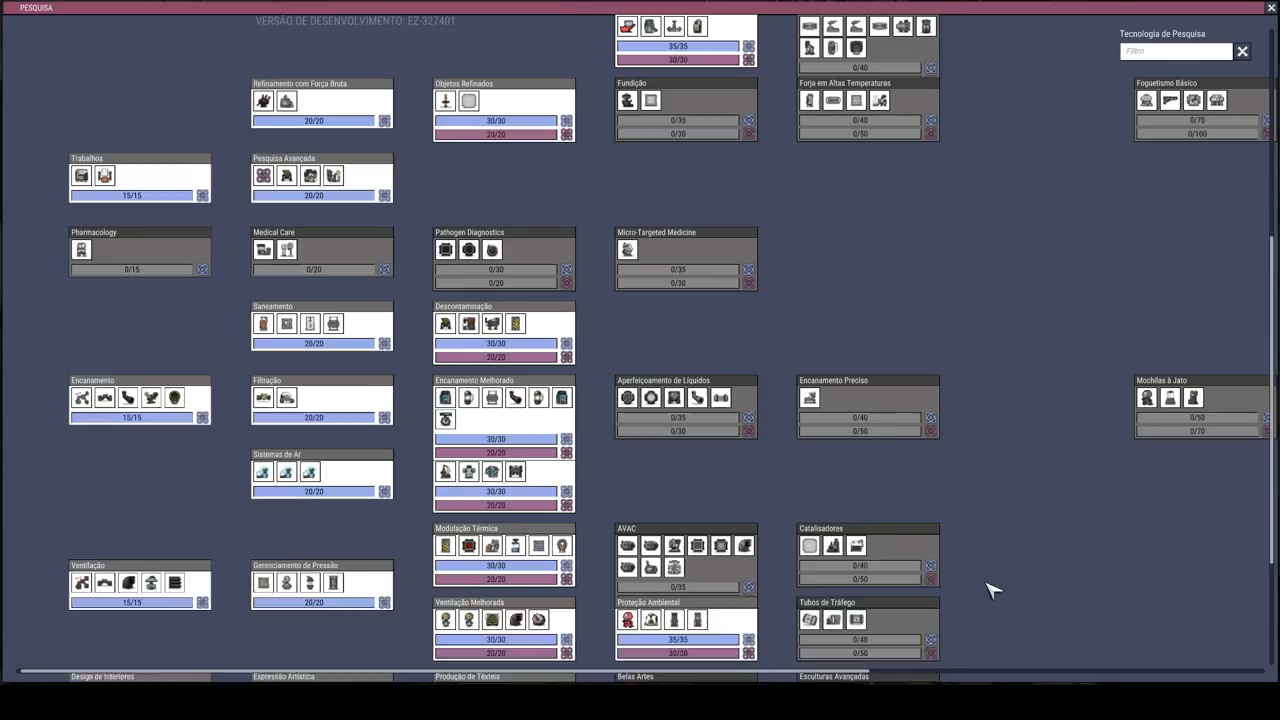 PESQUISA
VERSÃO DE DESENVOLVIMENTO: EZ-327401
Tecnologia de Pesquisa
Filtro
35/35
30/30
0/40
Refinamento com Força Bruta
20/20
Objetos Refinados
30/30
20/20
Fundição
0/35
0/30
Forja em Altas Temperaturas
0/40
0/50
Foguetismo Básico
0/70
0/100
Trabalhos
15/15
Pesquisa Avançada
20/20
Pharmacology
0/15
Medical Care
0/20
Pathogen Diagnostics
0/30
0/20
Micro-Targeted Medicine
0/35
0/30
Saneamento
20/20
Descontaminação
30/30
20/20
Encanamento
15/15
Filtração
20/20
Encanamento Melhorado
30/30
20/20
Aperfeiçoamento de Líquidos
0/35
0/30
Encanamento Preciso
0/40
0/50
Mochilas à Jato
0/50
0/70
Sistemas de Ar
20/20
30/30
20/20
Modulação Térmica
30/30
20/20
AVAC
0/35
Catalisadores
0/40
0/50
Ventilação
15/15
Gerenciamento de Pressão
20/20
Ventilação Melhorada
30/30
20/20
Proteção Ambiental
35/35
30/30
Tubos de Tráfego
0/40
0/50
Design de Interiores
Expressão Artística
Produção de Têxteis
Belas Artes
Esculturas Avançadas